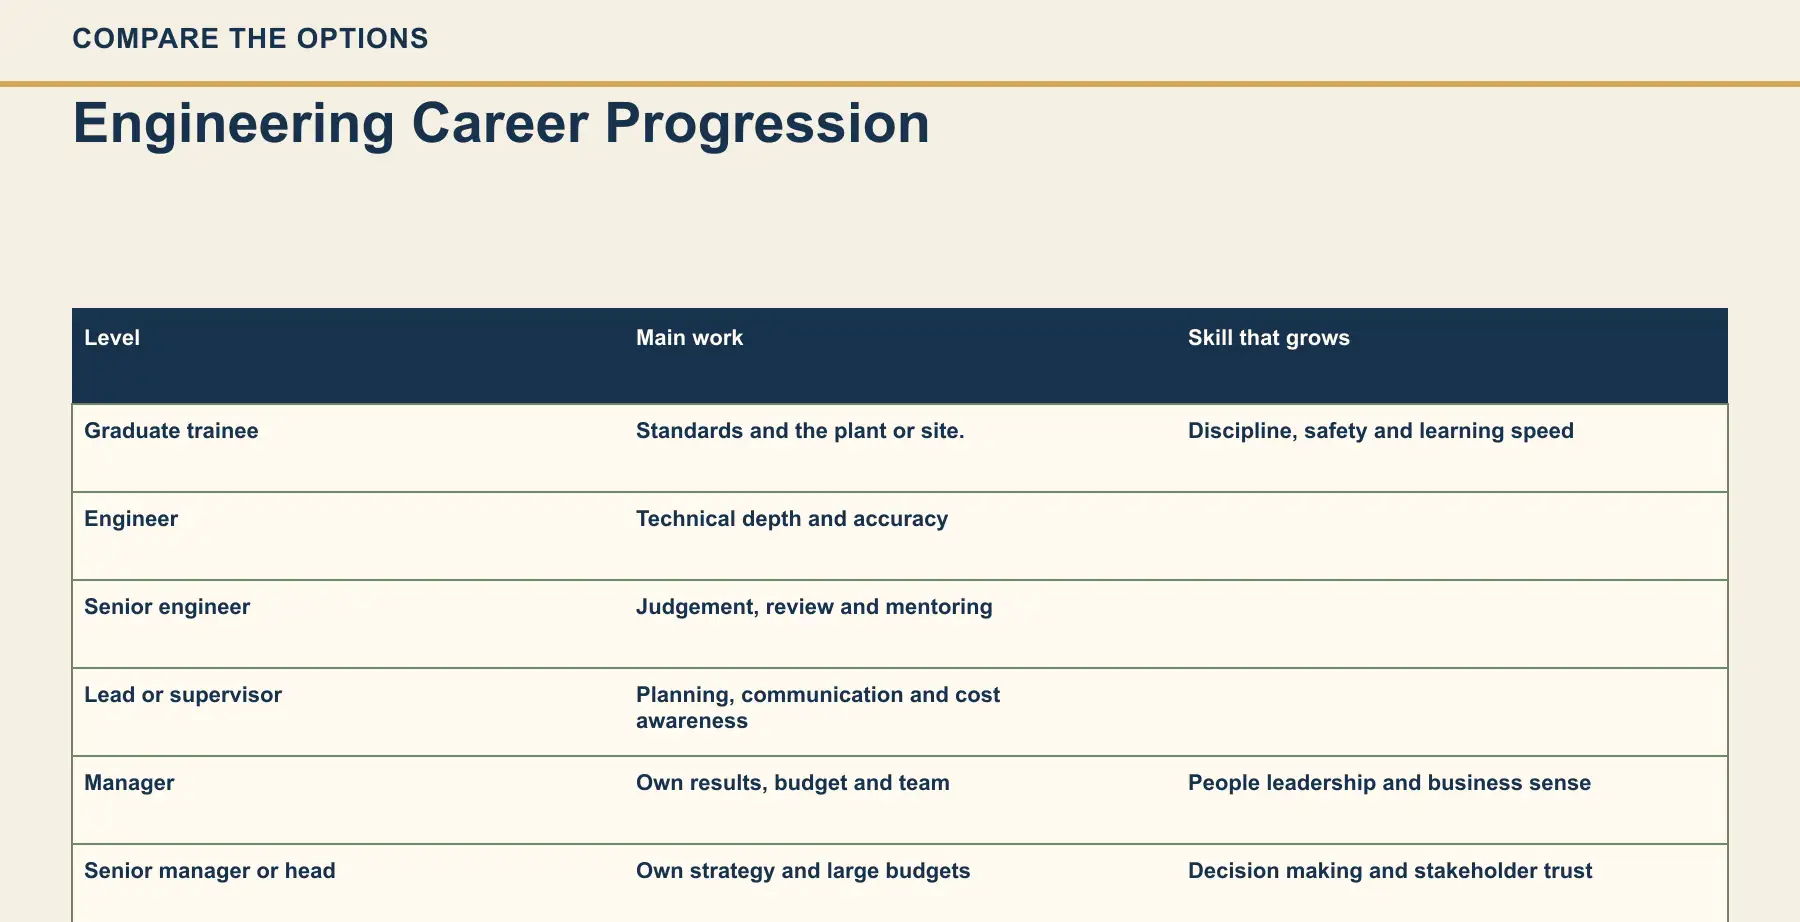 COMPARE THE OPTIONS
Engineering Career Progression
Level Main work Skill that grows
Graduate trainee Standards and the plant or site. Discipline, safety and learning speed
Engineer Technical depth and accuracy
Senior engineer Judgement, review and mentoring
Lead or supervisor Planning, communication and cost
awareness
Manager Own results, budget and team People leadership and business sense
Senior manager or head Own strategy and large budgets Decision making and stakeholder trust